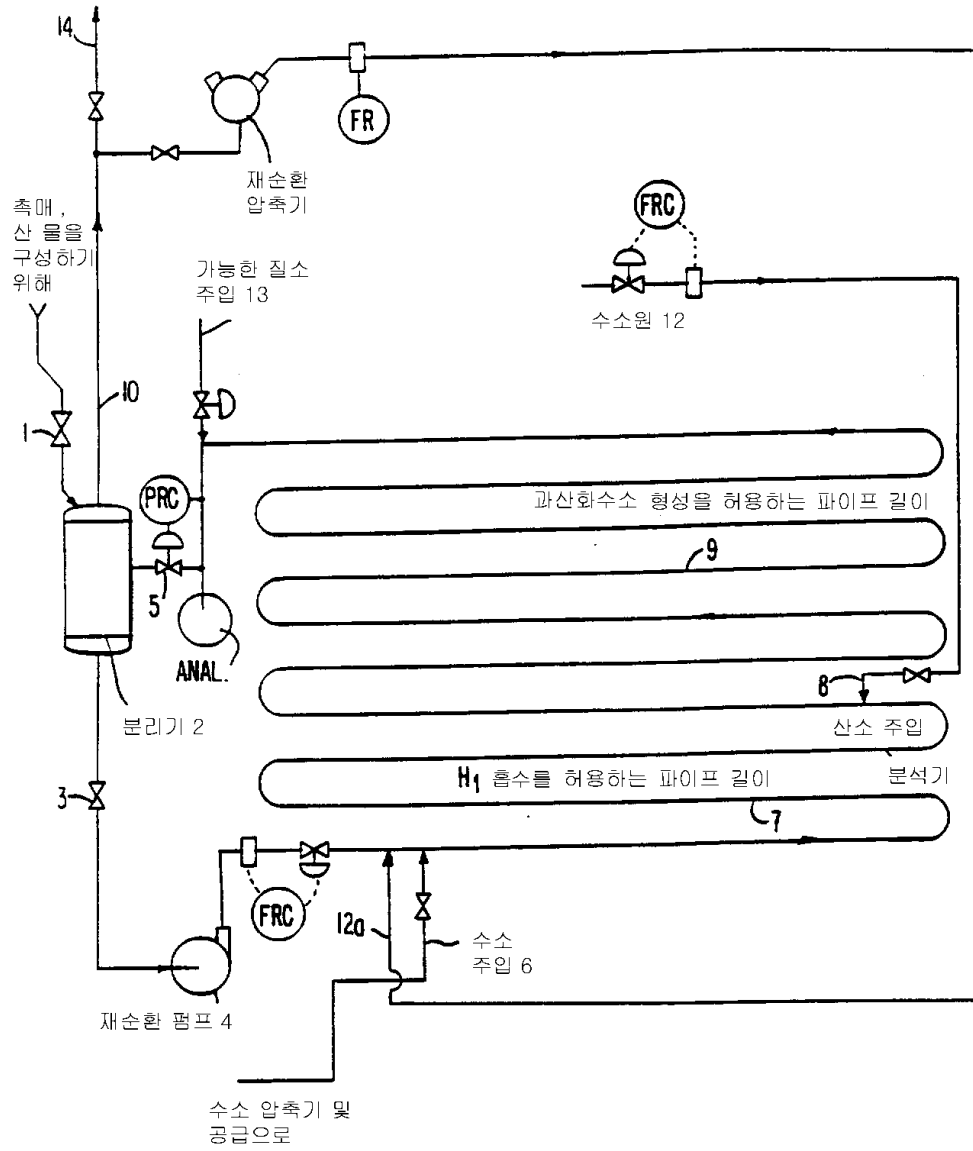 14
FR
재순환
압축기
FRC
촉매,
산 물을
구성하기
위해
가능한 질소
주입 13
수소원 12
10
1
PRC
과산화수소 형성을 허용하는 파이프 길이
9
5
ANAL.
8
분리기 2
산소 주입
분석기
H1 흡수를 허용하는 파이프 길이
3
7
FRC
12a
수소
주입 6
재순환 펌프 4
수소 압축기 및
공급으로